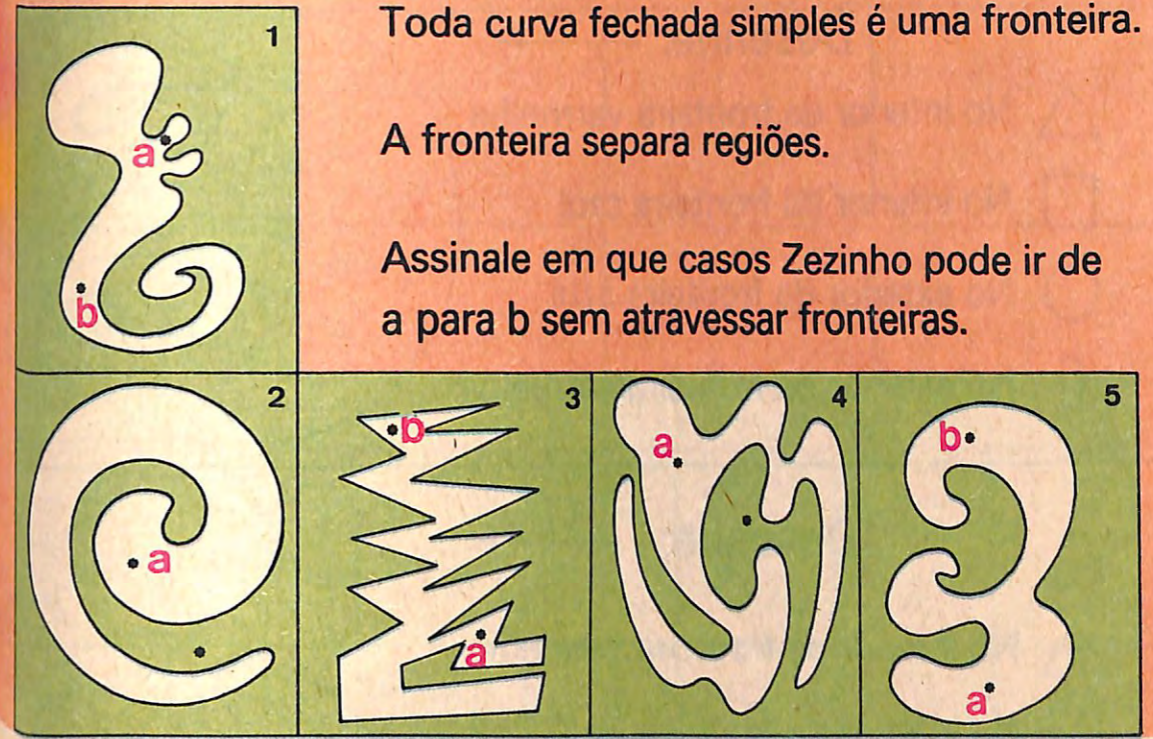 1
Toda curva fechada simples é uma fronteira.
A fronteira separa regiões.
Assinale em que casos Zezinho pode ir de
a para b sem atravessar fronteiras.
a
b
2
a
3
b
a
4
a
5
b
a